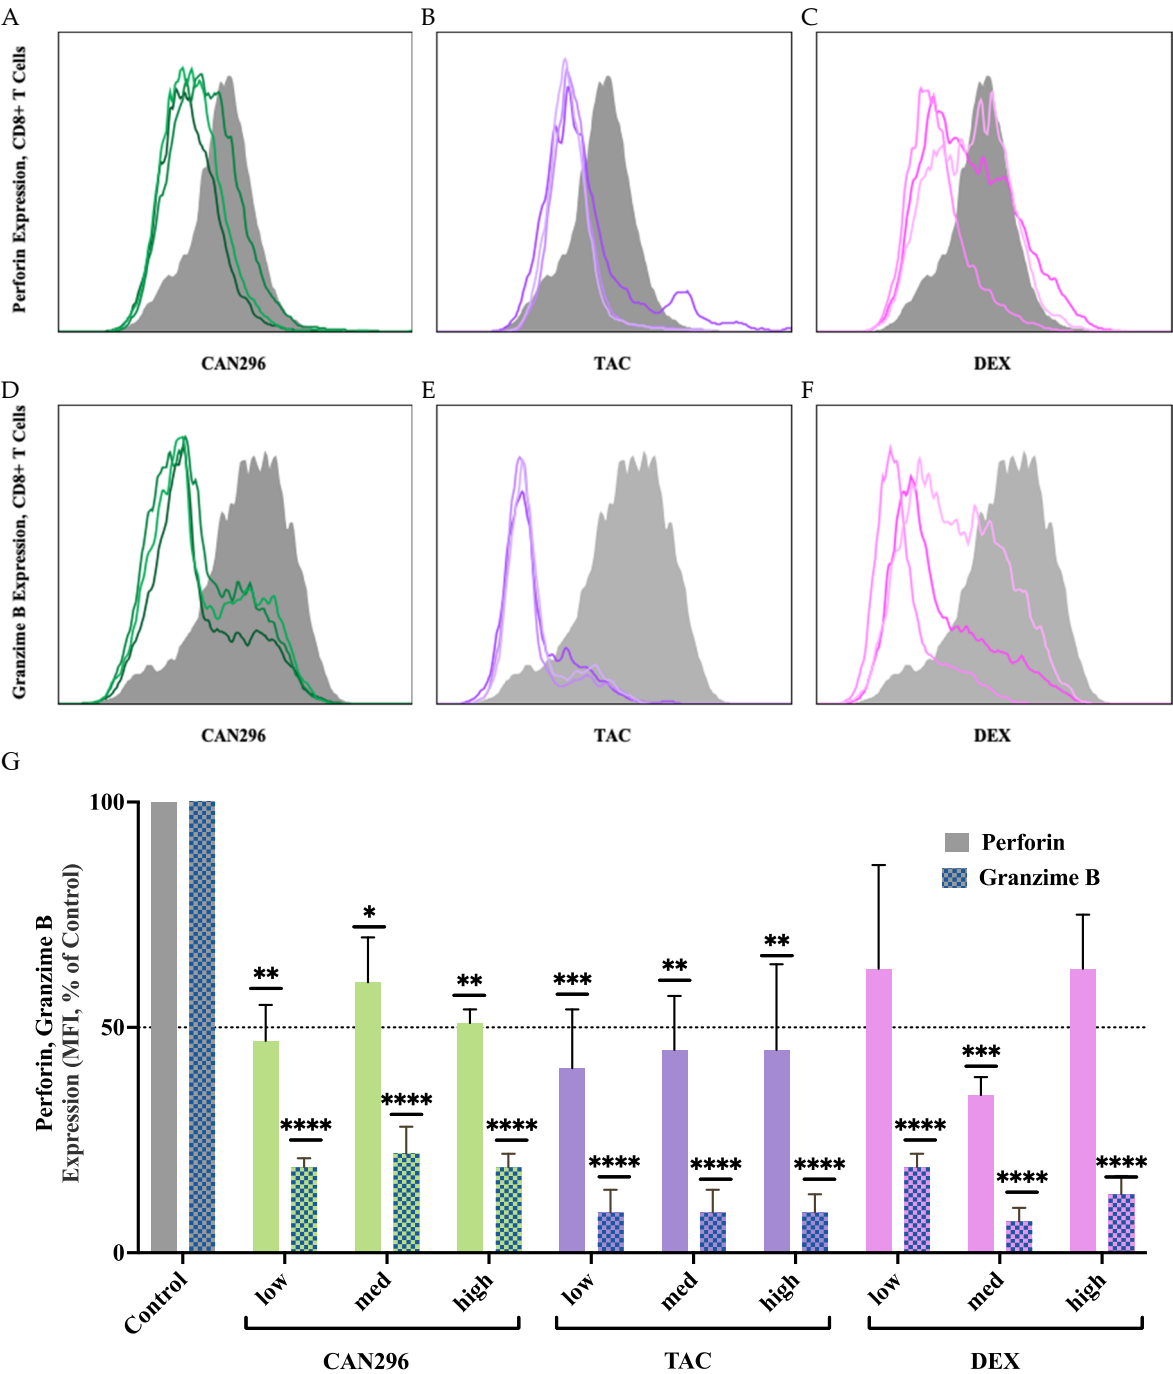 A
B
C
Perforin Expression, CD8+ T Cells
CAN296
TAC
DEX
D
E
F
Granzime B Expression, CD8+ T Cells
CAN296
TAC
DEX
G
Perforin, Granzime B
Expression (MFI, % of Control)
100
50
0
Perforin
Granzime B
**
****
*
****
**
****
***
****
**
****
**
****
****
***
****
****
Control
low
med
high
low
med
high
low
med
high
CAN296
TAC
DEX